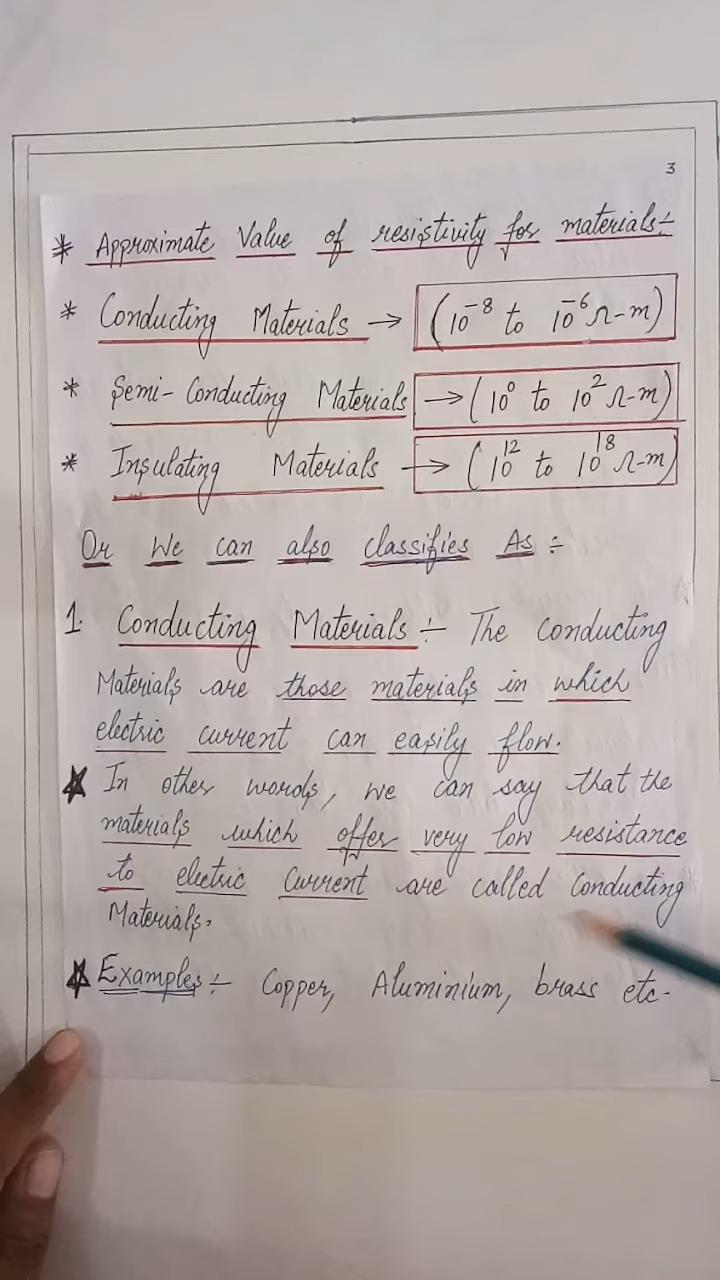 3
* Approximate Value of resistivity for materials:-
* Conducting Materials → (10⁻⁸ to 10⁻⁶ Ω-m)
* Semi-Conducting Materials → (10⁰ to 10² Ω-m)
* Insulating Materials → (10¹² to 10¹⁸ Ω-m)
Or We can also classifies As :-
1. Conducting Materials :- The conducting
Materials are those materials in which
electric current can easily flow.
★ In other words, we can say that the
materials which offer very low resistance
to electric current are called conducting
Materials.
★ Examples :- Copper, Aluminium, brass etc.